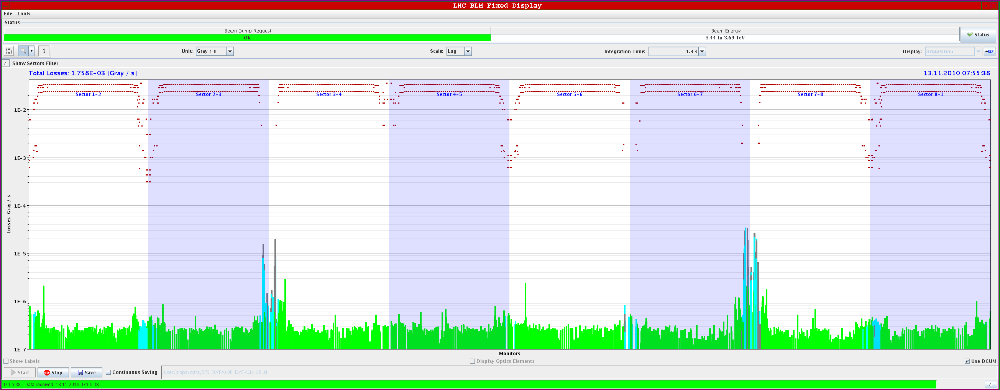 LHC BLM Fixed Display
File Tools
Status
Beam Dump Request Beam Energy
Ok 3.44 to 3.69 TeV Status
Unit: Gray / s Scale: Log Integration Time: 1.3 s Display: Acquisition →REF
Show Sectors Filter
Total Losses: 1.758E-03 [Gray / s] 13.11.2010 07:55:38
Sector 1-2 Sector 2-3 Sector 3-4 Sector 4-5 Sector 5-6 Sector 6-7 Sector 7-8 Sector 8-1
1E-2
1E-3
1E-4
1E-5
1E-6
1E-7
Losses [Gray / s]
Monitors
Show Labels Display Optics Elements Use DCUM
Start STOP Stop Save Continuous Saving /user/slops/data/SPS_DATA/OP_DATA/LHCBLM
07:55:38 - Data received: 13.11.2010 07:55:38